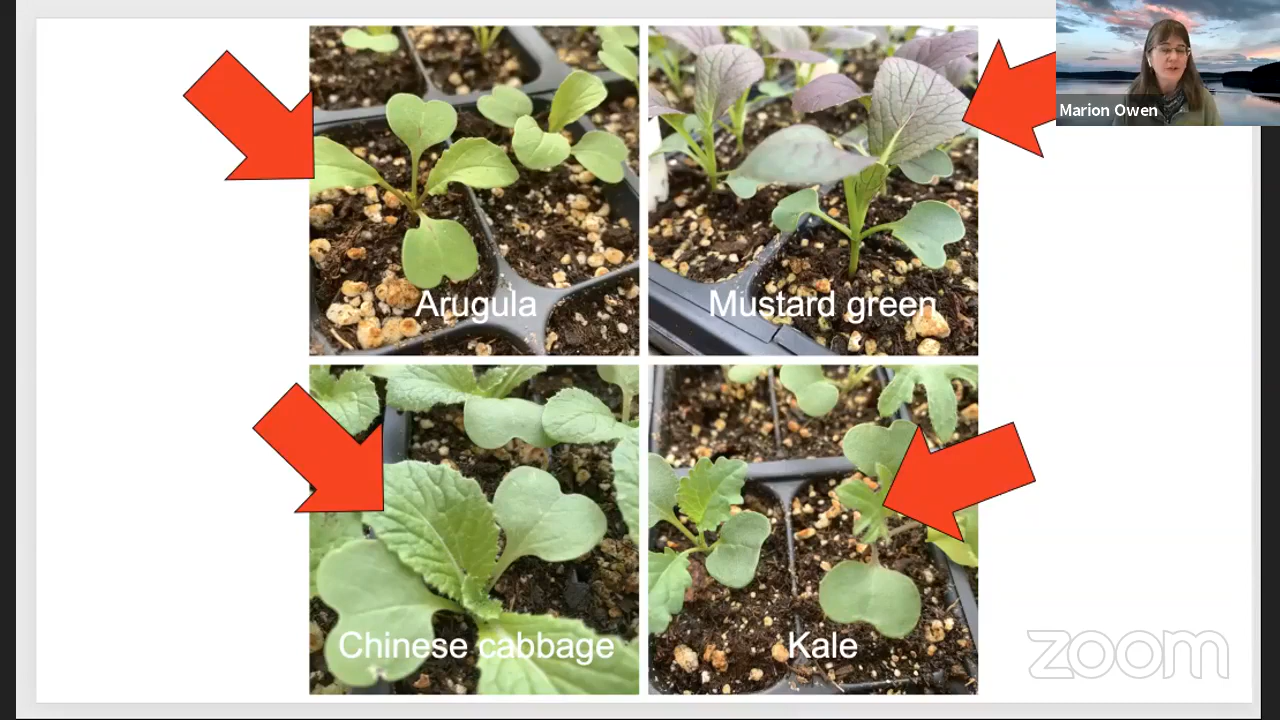 Marion Owen
Arugula
Mustard green
Chinese cabbage
Kale
zoom